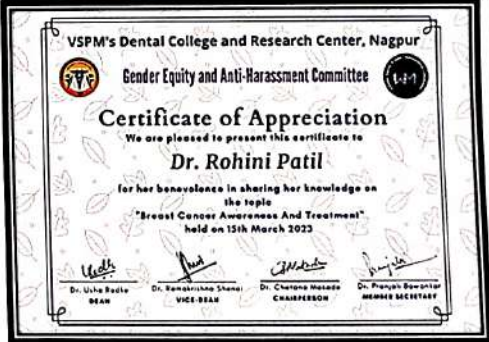 VSPM's Dental College and Research Center, Nagpur
Gender Equity and Anti-Harassment Committee
Certificate of Appreciation
We are pleased to present this certificate to
Dr. Rohini Patil
for her benevolence in sharing her knowledge on
the topic
"Breast Cancer Awareness And Treatment"
held on 15th March 2023
Dr. Usha Radke
DEAN
Dr. Ramakrishna Shenoi
VICE-DEAN
Dr. Chetana
CHAIRPERSON
Dr. Pranjali Bawankar
MEMBER SECRETARY